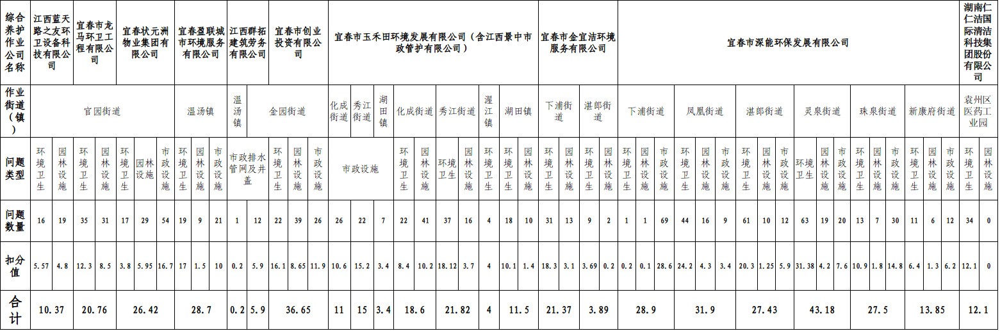 综合养护作业公司名称 江西蓝天路之友环卫设备科技有限公司 宜春市龙马环卫工程有限公司 宜春状元洲物业集团有限公司 宜春盈联城市环境服务有限公司 江西群拓建筑劳务有限公司 宜春市创业投资有限公司 宜春市玉禾田环境发展有限公司（含江西景中市政管护有限公司） 宜春市金宜洁环境服务有限公司 宜春市深能环保发展有限公司 湖南仁仁洁国际清洁科技集团股份有限公司
作业街道（镇） 官园街道 温汤镇 温汤镇 金园街道 化成街道 秀江街道 湖田镇 化成街道 秀江街道 渥江镇 湖田镇 下浦街道 湛郎街道 下浦街道 凤凰街道 湛郎街道 灵泉街道 珠泉街道 新康府街道 袁州区医药工业园
问题类型 环境卫生 园林设施 环境卫生 园林设施 环境卫生 园林设施 市政设施 环境卫生 园林设施 市政设施 市政排水管网及井盖 环境卫生 园林设施 市政设施 市政设施 环境卫生 园林设施 环境卫生 园林设施 环境卫生 环境卫生 园林设施 环境卫生 园林设施 环境卫生 园林设施 环境卫生 园林设施 市政设施 环境卫生 园林设施 市政设施 环境卫生 园林设施 市政设施 环境卫生 园林设施 市政设施 环境卫生 园林设施 市政设施 环境卫生 园林设施 市政设施 环境卫生 园林设施
问题数量 16 19 35 31 17 29 54 19 9 21 1 12 22 39 26 26 22 7 22 41 37 16 4 18 10 31 13 9 2 1 1 69 44 16 9 61 10 12 63 19 20 13 7 30 11 6 12 34 0
扣分值 5.57 4.8 12.3 8.5 3.8 5.95 16.7 17 1.5 10 0.2 5.9 16.1 8.65 11.9 10.6 15.2 3.4 8.4 10.2 18.12 3.7 4 10.1 1.4 18.3 3.1 3.69 0.2 0.2 0.1 28.6 24.2 4.3 3.4 20.3 1.25 5.9 31.38 4.2 7.6 10.9 1.8 14.8 6.4 1.3 6.2 12.1 0
合计 10.37 20.76 26.42 28.7 0.2 5.9 36.65 11 15 3.4 18.6 21.82 4 11.5 21.37 3.89 28.9 31.9 27.43 43.18 27.5 13.85 12.1